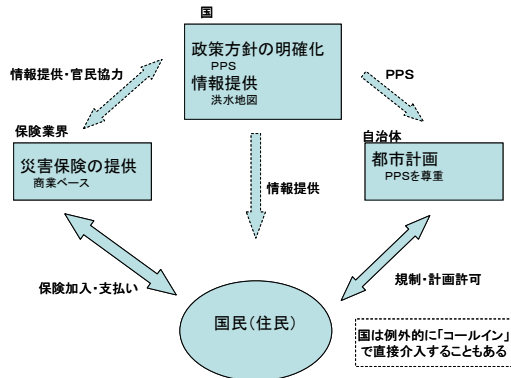 国
政策方針の明確化
PPS
情報提供
洪水地図
情報提供・官民協力
PPS
保険業界
災害保険の提供
商業ベース
自治体
都市計画
PPSを尊重
情報提供
保険加入・支払い
規制・計画許可
国民(住民)
国は例外的に「コールイン」
で直接介入することもある